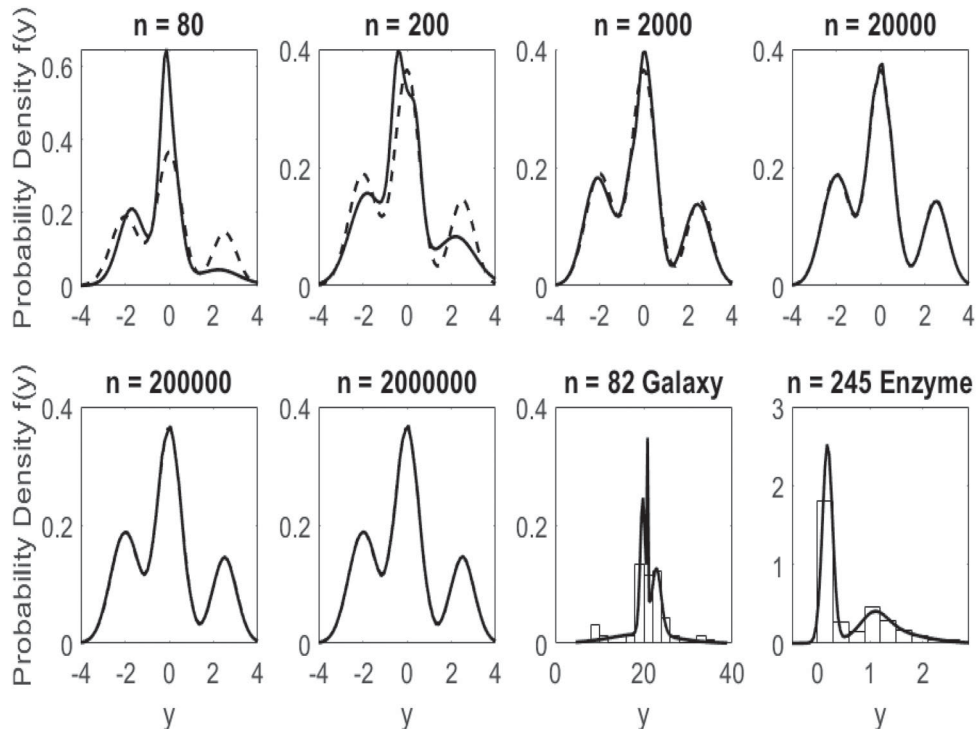 n = 80
n = 200
n = 2000
n = 20000
Probability Density f(y)
0.6
0.4
0.2
0
-4 -2 0 2 4
0.4
0.2
0
-4 -2 0 2 4
0.4
0.2
0
-4 -2 0 2 4
0.4
0.2
0
-4 -2 0 2 4
n = 200000
n = 2000000
n = 82 Galaxy
n = 245 Enzyme
Probability Density f(y)
0.4
0.2
0
-4 -2 0 2 4
y
0.4
0.2
0
-4 -2 0 2 4
y
0.4
0.2
0
0 20 40
y
3
2
1
0
0 1 2
y